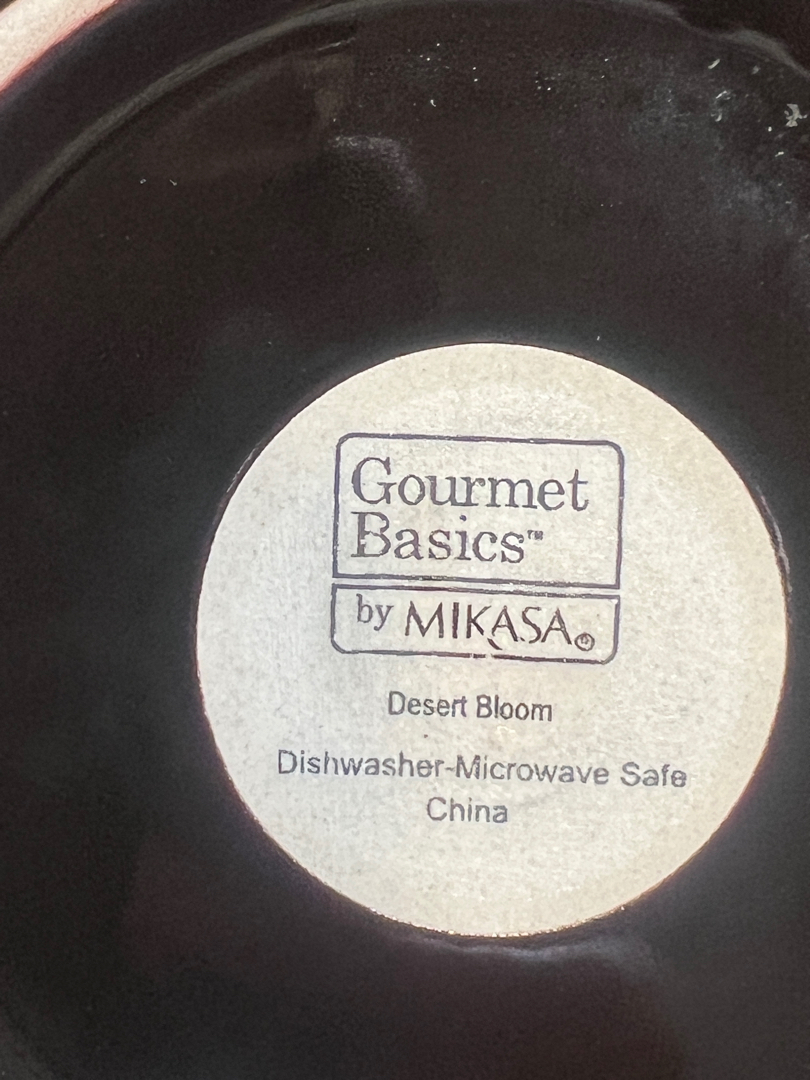 Gourmet
Basics™
by MIKASA®
Desert Bloom
Dishwasher-Microwave Safe
China